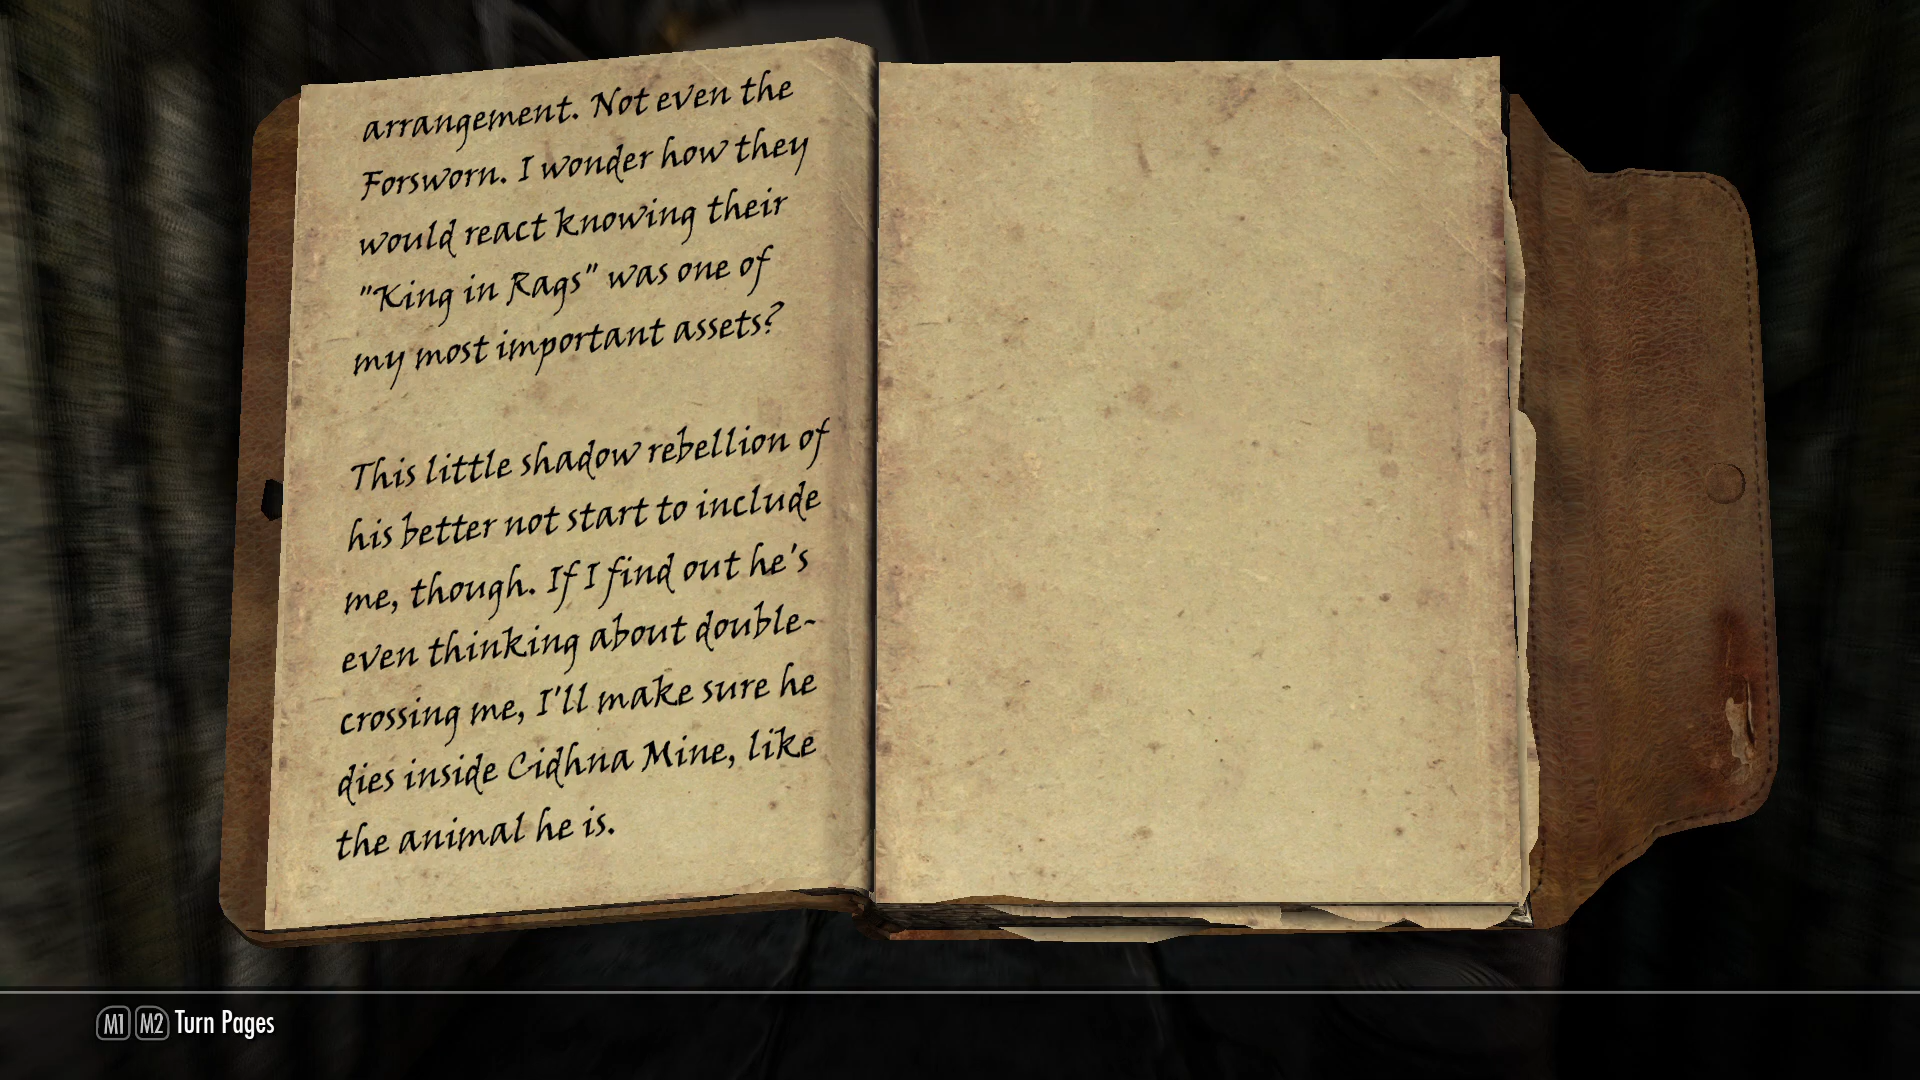 arrangement. Not even the
Forsworn. I wonder how they
would react knowing their
"King in Rags" was one of
my most important assets?
This little shadow rebellion of
his better not start to include
me, though. If I find out he's
even thinking about double-
crossing me, I'll make sure he
dies inside Cidhna Mine, like
the animal he is.
M1 M2 Turn Pages